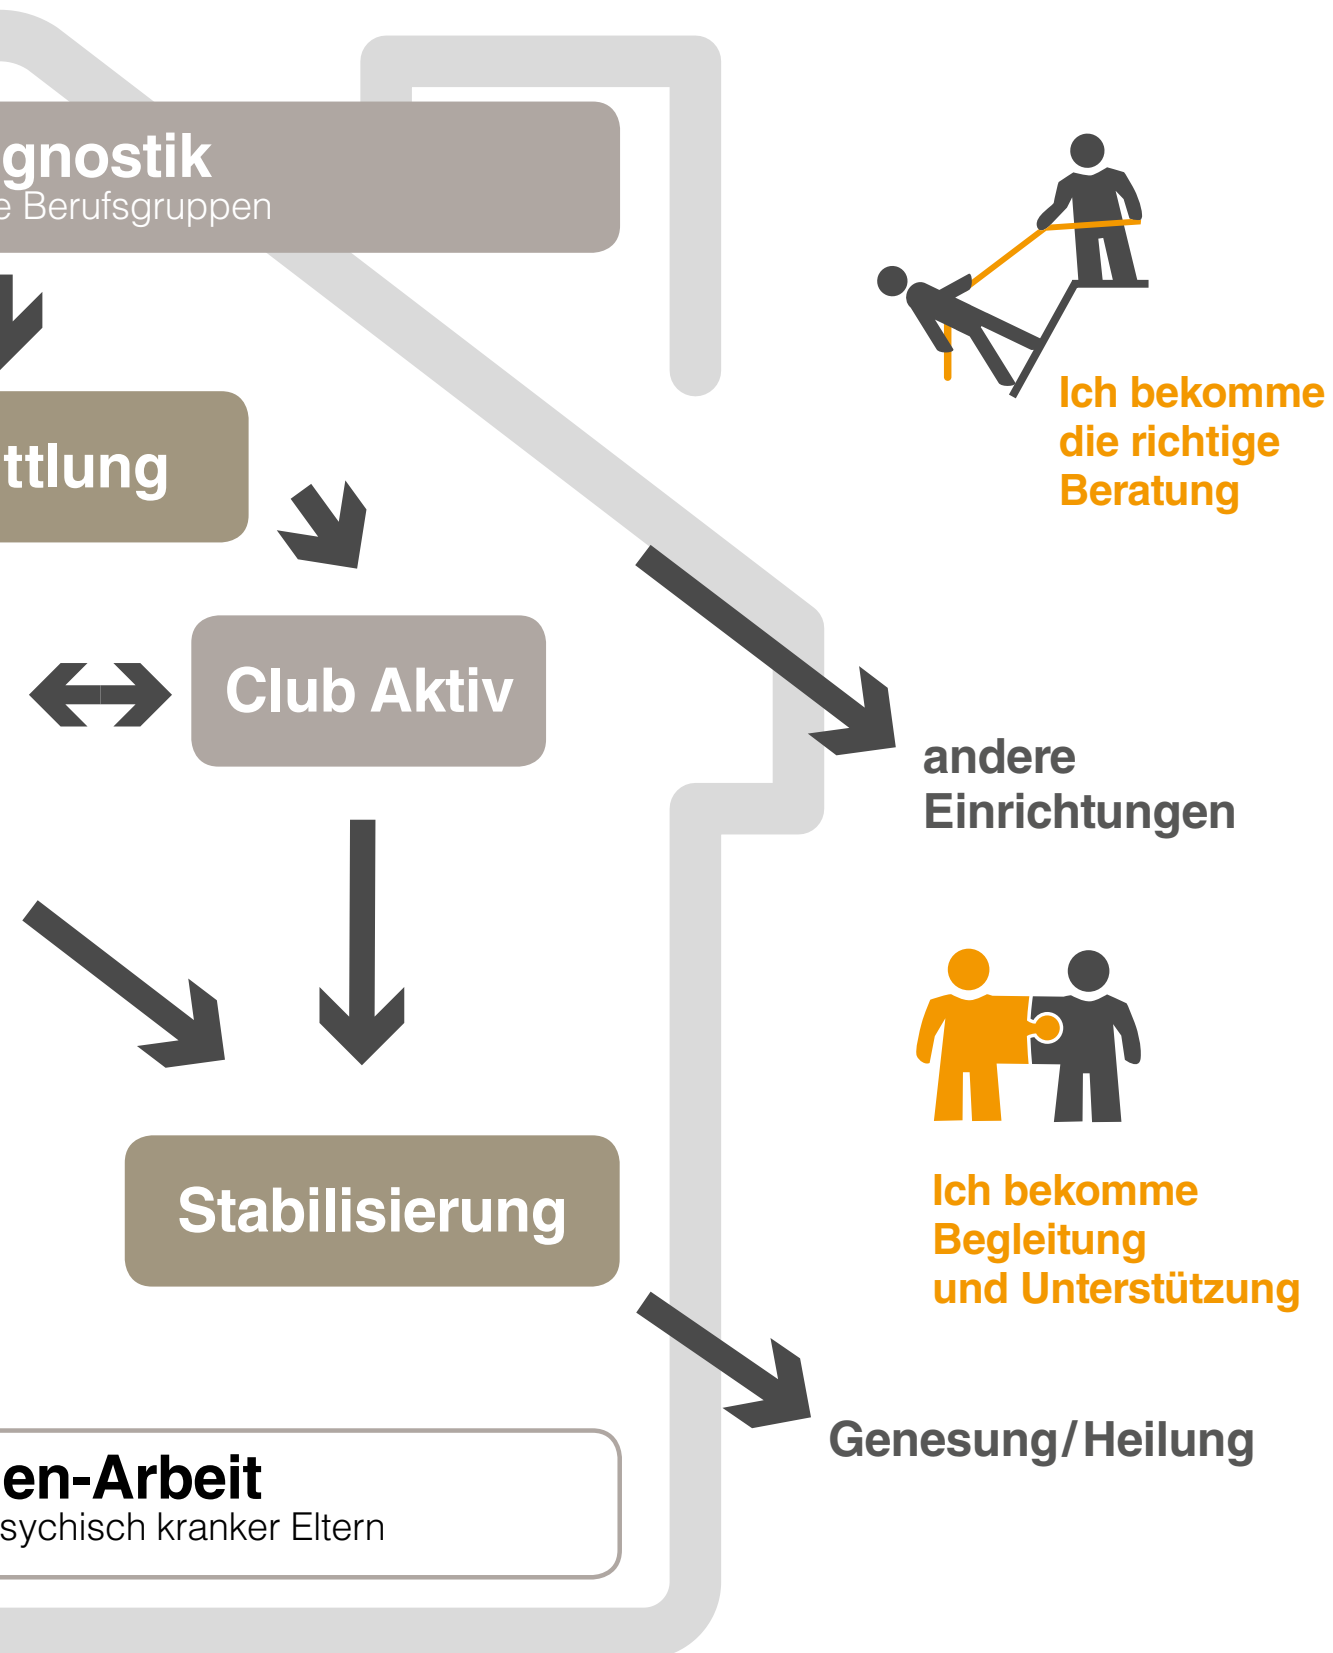 gnostik
e Berufsgruppen
Ich bekomme
die richtige
Beratung
ttlung
Club Aktiv
andere
Einrichtungen
Stabilisierung
Ich bekomme
Begleitung
und Unterstützung
Genesung/Heilung
en-Arbeit
sychisch kranker Eltern